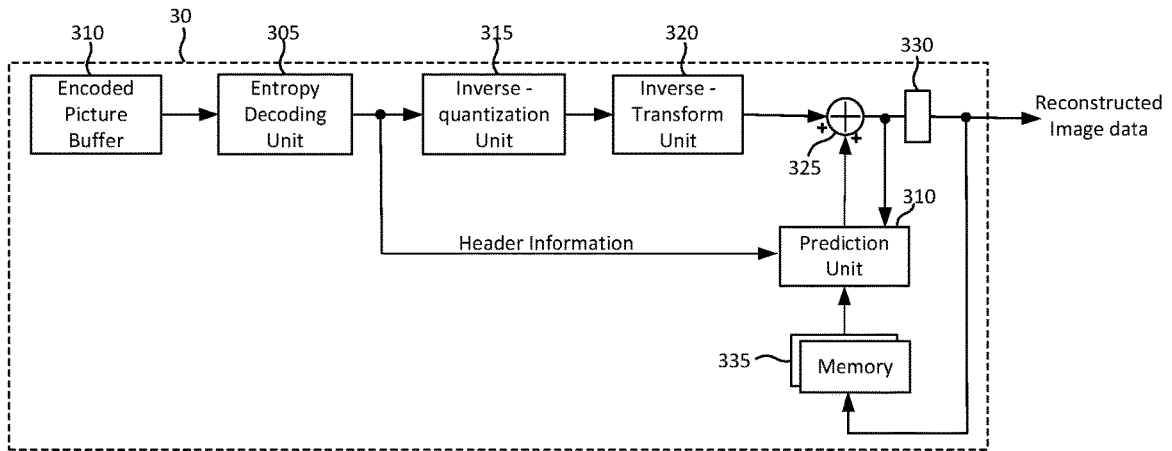 30
310
305
315
320
330
Encoded
Picture
Buffer
Entropy
Decoding
Unit
Inverse -
quantization
Unit
Inverse -
Transform
Unit
+
+
325
Reconstructed
Image data
310
Header Information
Prediction
Unit
335
Memory